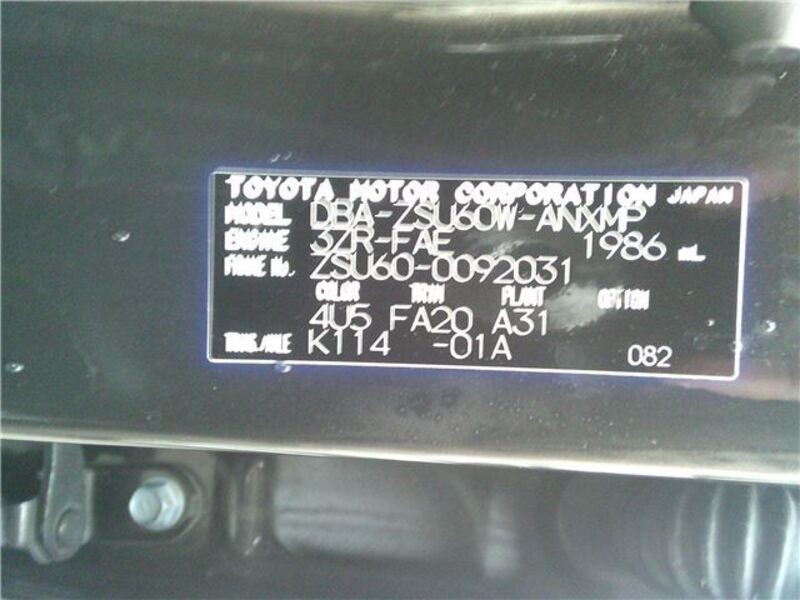 TOYOTA MOTOR CORPORATION JAPAN
MODEL DBA-ZSU60W-ANXMP
ENGINE 3ZR-FAE 1986 mL
FRAME No. ZSU60-0092031
COLOR TRIM PLANT OPTION
4U5 FA20 A31
TRANS.AXLE K114 -01A 082